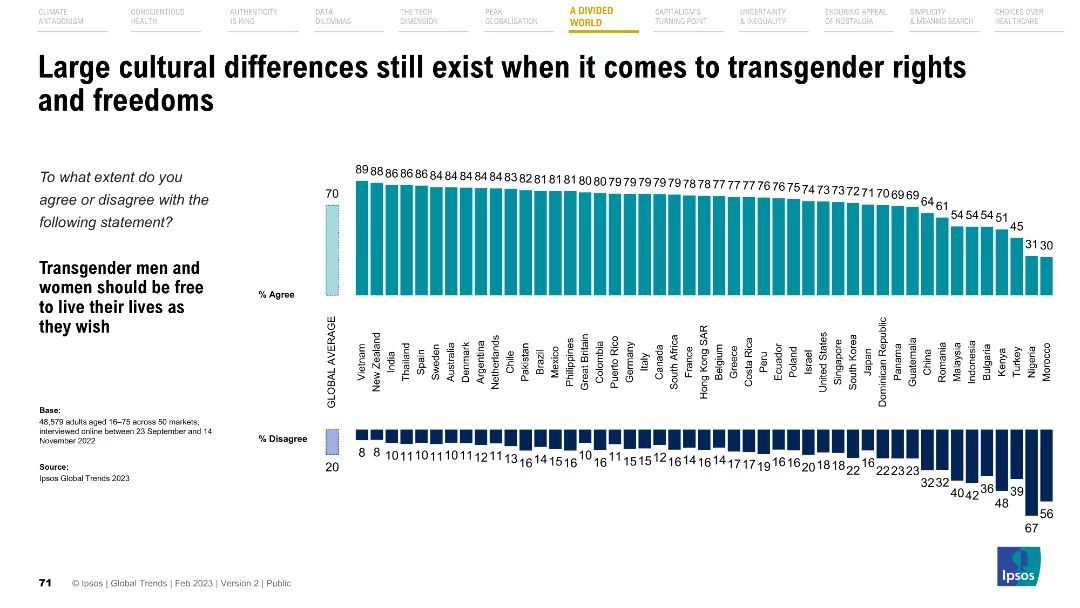 CLIMATE
ANTAGONISM
CONSCIENTIOUS
HEALTH
AUTHENTICITY
IS KING
DATA
DILEMMAS
THE TECH
DIMENSION
PEAK
GLOBALISATION
A DIVIDED
WORLD
CAPITALISM'S
TURNING POINT
UNCERTAINTY
& INEQUALITY
ENDURING APPEAL
OF NOSTALGIA
SIMPLICITY
& MEANING SEARCH
CHOICES OVER
HEALTHCARE
Large cultural differences still exist when it comes to transgender rights
and freedoms
To what extent do you
agree or disagree with the
following statement?
Transgender men and
women should be free
to live their lives as
they wish
Base:
48,579 adults aged 16–75 across 50 markets,
interviewed online between 23 September and 14
November 2022
Source:
Ipsos Global Trends 2023
% Agree
70 89 88 86 86 86 84 84 84 84 84 83 82 81 81 81 80 80 79 79 79 79 79 78 78 77 77 77 76 76 75 74 73 73 72 71 70 69 69 64 61 54 54 54 51 45 31 30
GLOBAL AVERAGE
Vietnam
New Zealand
India
Thailand
Spain
Sweden
Australia
Denmark
Argentina
Netherlands
Chile
Pakistan
Brazil
Mexico
Philippines
Great Britain
Colombia
Puerto Rico
Germany
Italy
Canada
South Africa
France
Hong Kong SAR
Belgium
Greece
Costa Rica
Peru
Ecuador
Poland
Israel
United States
Singapore
South Korea
Japan
Dominican Republic
Panama
Guatemala
China
Romania
Malaysia
Indonesia
Bulgaria
Kenya
Turkey
Nigeria
Morocco
% Disagree
20 8 8 10 11 11 10 11 10 12 11 13 16 14 15 16 10 16 11 15 15 12 16 14 16 14 17 17 19 16 16 20 18 18 22 16 22 23 23 32 32 40 42 36 48 39 67 56
71
© Ipsos | Global Trends | Feb 2023 | Version 2 | Public
Ipsos